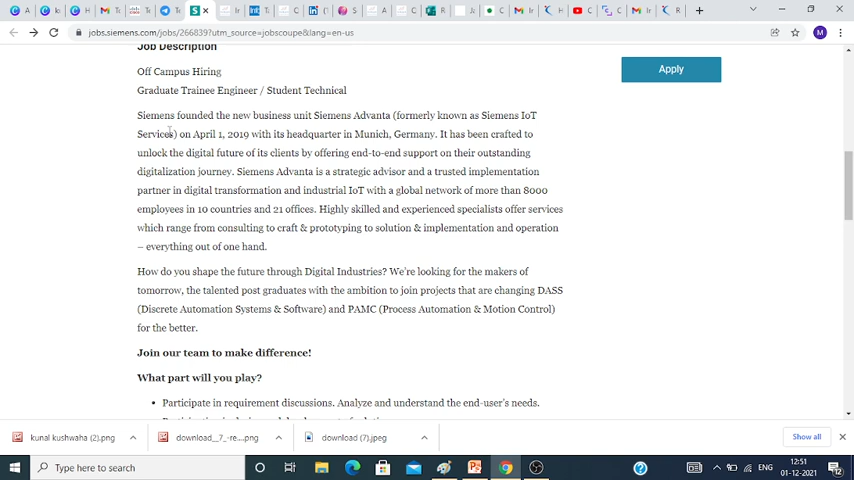 jobs.siemens.com/jobs/266839?utm_source=jobscoupe&lang=en-us
Job Description
Off Campus Hiring
Apply
Graduate Trainee Engineer / Student Technical
Siemens founded the new business unit Siemens Advanta (formerly known as Siemens IoT
Services) on April 1, 2019 with its headquarter in Munich, Germany. It has been crafted to
unlock the digital future of its clients by offering end-to-end support on their outstanding
digitalization journey. Siemens Advanta is a strategic advisor and a trusted implementation
partner in digital transformation and industrial IoT with a global network of more than 8000
employees in 10 countries and 21 offices. Highly skilled and experienced specialists offer services
which range from consulting to craft & prototyping to solution & implementation and operation
– everything out of one hand.
How do you shape the future through Digital Industries? We're looking for the makers of
tomorrow, the talented post graduates with the ambition to join projects that are changing DASS
(Discrete Automation Systems & Software) and PAMC (Process Automation & Motion Control)
for the better.
Join our team to make difference!
What part will you play?
• Participate in requirement discussions. Analyze and understand the end-user's needs.
kunal kushwaha (2).png
download__7_-re....png
download (7).jpeg
Show all
Type here to search
ENG
12:51
01-12-2021
12